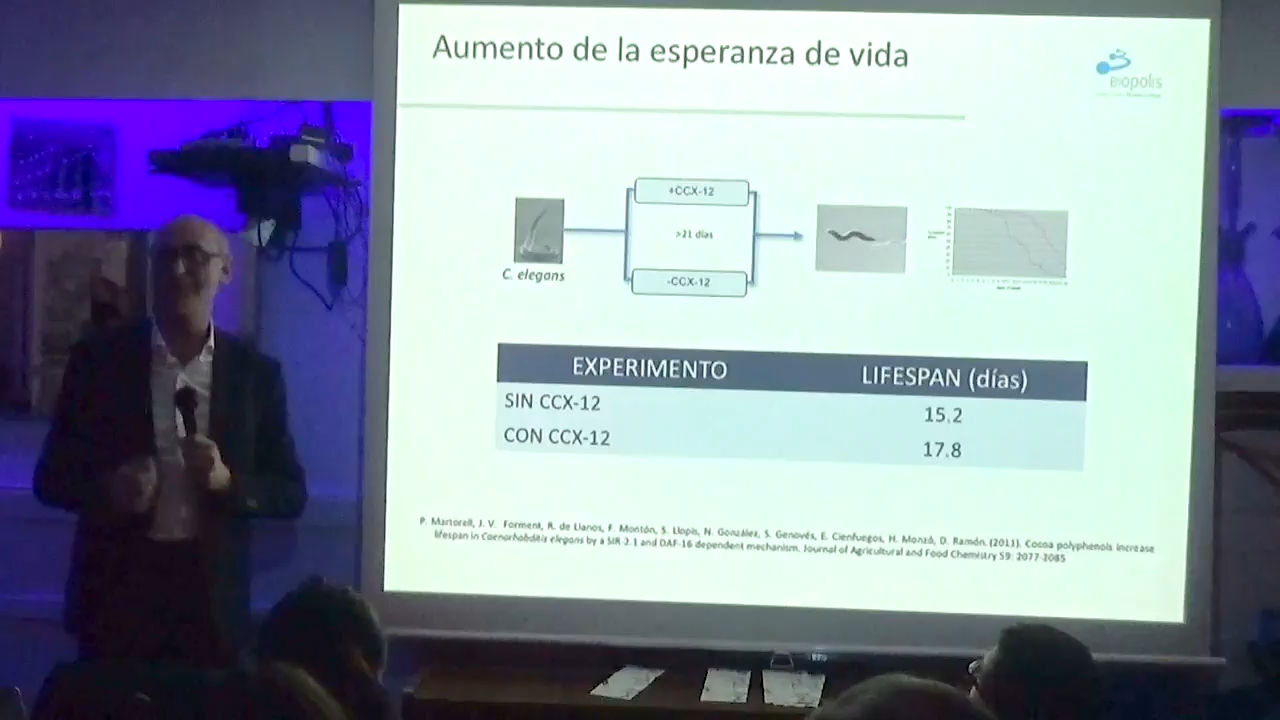 Aumento de la esperanza de vida
Biopolis
+CCX-12
>21 días
-CCX-12
C. elegans
EXPERIMENTO LIFESPAN (días)
SIN CCX-12 15.2
CON CCX-12 17.8
P. Martorell, J. V. Forment, R. de Llanos, F. Montón, S. Llopis, N. González, S. Genovés, E. Cienfuegos, H. Monzó, D. Ramón. (2011). Cocoa polyphenols increase
lifespan in Caenorhabditis elegans by a SIR-2.1 and DAF-16 dependent mechanism. Journal of Agricultural and Food Chemistry 59: 2077-2085